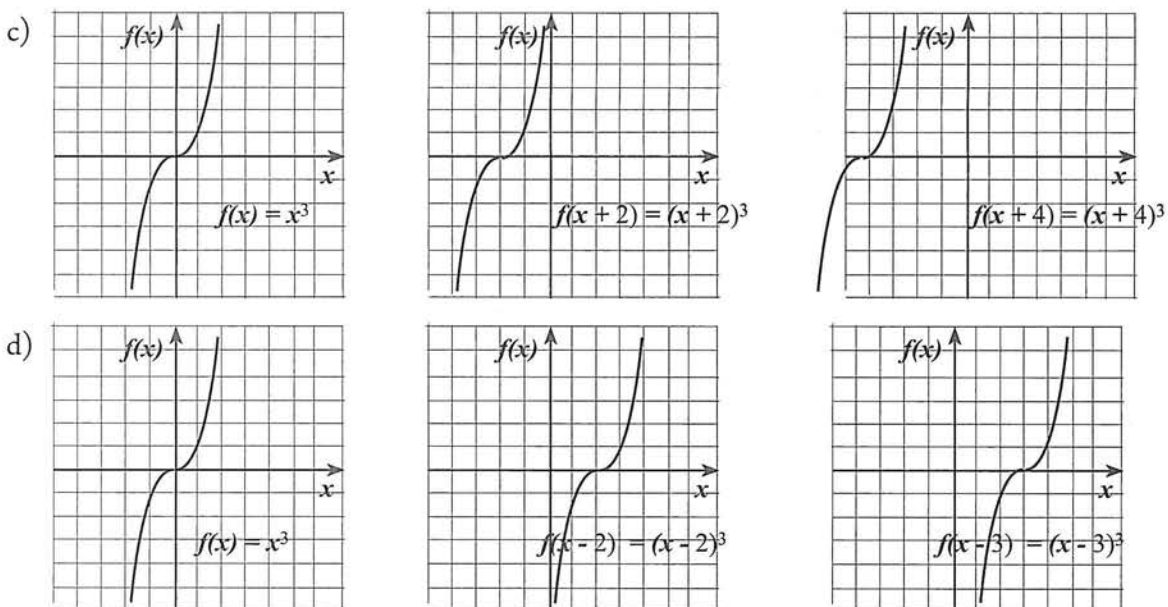 c)
f(x)
x
f(x) = x³
f(x)
x
f(x + 2) = (x + 2)³
f(x)
x
f(x + 4) = (x + 4)³
d)
f(x)
x
f(x) = x³
f(x)
x
f(x - 2) = (x - 2)³
f(x)
x
f(x - 3) = (x - 3)³